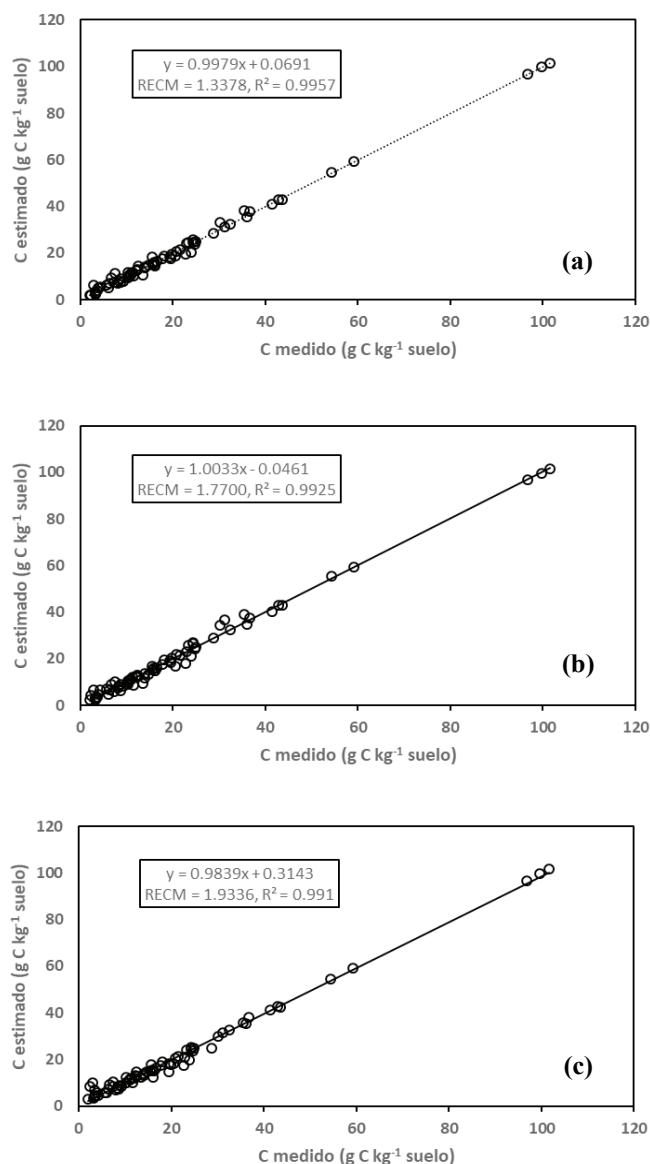 120
100
80
60
40
20
0
C estimado (g C kg⁻¹ suelo)
y = 0.9979x + 0.0691
RECM = 1.3378, R² = 0.9957
(a)
0 20 40 60 80 100 120
C medido (g C kg⁻¹ suelo)
120
100
80
60
40
20
0
C estimado (g C kg⁻¹ suelo)
y = 1.0033x - 0.0461
RECM = 1.7700, R² = 0.9925
(b)
0 20 40 60 80 100 120
C medido (g C kg⁻¹ suelo)
120
100
80
60
40
20
0
C estimado (g C kg⁻¹ suelo)
y = 0.9839x + 0.3143
RECM = 1.9336, R² = 0.991
(c)
0 20 40 60 80 100 120
C medido (g C kg⁻¹ suelo)